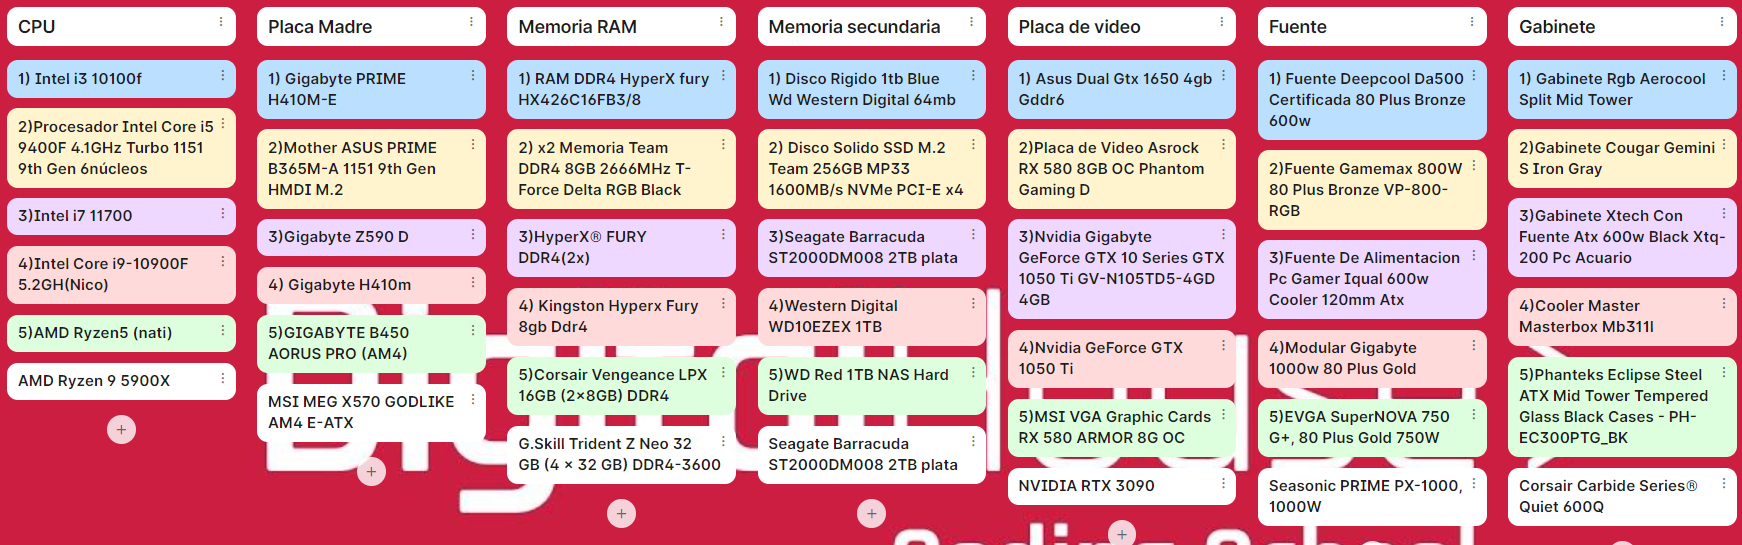 CPU
1) Intel i3 10100f
2)Procesador Intel Core i5
9400F 4.1GHz Turbo 1151
9th Gen 6núcleos
3)Intel i7 11700
4)Intel Core i9-10900F
5.2GH(Nico)
5)AMD Ryzen5 (nati)
AMD Ryzen 9 5900X
Placa Madre
1) Gigabyte PRIME
H410M-E
2)Mother ASUS PRIME
B365M-A 1151 9th Gen
HMDI M.2
3)Gigabyte Z590 D
4) Gigabyte H410m
5)GIGABYTE B450
AORUS PRO (AM4)
MSI MEG X570 GODLIKE
AM4 E-ATX
Memoria RAM
1) RAM DDR4 HyperX fury
HX426C16FB3/8
2) x2 Memoria Team
DDR4 8GB 2666MHz T-
Force Delta RGB Black
3)HyperX® FURY
DDR4(2x)
4) Kingston Hyperx Fury
8gb Ddr4
5)Corsair Vengeance LPX
16GB (2×8GB) DDR4
G.Skill Trident Z Neo 32
GB (4 × 32 GB) DDR4-3600
Memoria secundaria
1) Disco Rigido 1tb Blue
Wd Western Digital 64mb
2) Disco Solido SSD M.2
Team 256GB MP33
1600MB/s NVMe PCI-E x4
3)Seagate Barracuda
ST2000DM008 2TB plata
4)Western Digital
WD10EZEX 1TB
5)WD Red 1TB NAS Hard
Drive
Seagate Barracuda
ST2000DM008 2TB plata
Placa de video
1) Asus Dual Gtx 1650 4gb
Gddr6
2)Placa de Video Asrock
RX 580 8GB OC Phantom
Gaming D
3)Nvidia Gigabyte
GeForce GTX 10 Series GTX
1050 Ti GV-N105TD5-4GD
4GB
4)Nvidia GeForce GTX
1050 Ti
5)MSI VGA Graphic Cards
RX 580 ARMOR 8G OC
NVIDIA RTX 3090
Fuente
1) Fuente Deepcool Da500
Certificada 80 Plus Bronze
600w
2)Fuente Gamemax 800W
80 Plus Bronze VP-800-
RGB
3)Fuente De Alimentacion
Pc Gamer Iqual 600w
Cooler 120mm Atx
4)Modular Gigabyte
1000w 80 Plus Gold
5)EVGA SuperNOVA 750
G+, 80 Plus Gold 750W
Seasonic PRIME PX-1000,
1000W
Gabinete
1) Gabinete Rgb Aerocool
Split Mid Tower
2)Gabinete Cougar Gemini
S Iron Gray
3)Gabinete Xtech Con
Fuente Atx 600w Black Xtq-
200 Pc Acuario
4)Cooler Master
Masterbox Mb311l
5)Phanteks Eclipse Steel
ATX Mid Tower Tempered
Glass Black Cases - PH-
EC300PTG_BK
Corsair Carbide Series®
Quiet 600Q